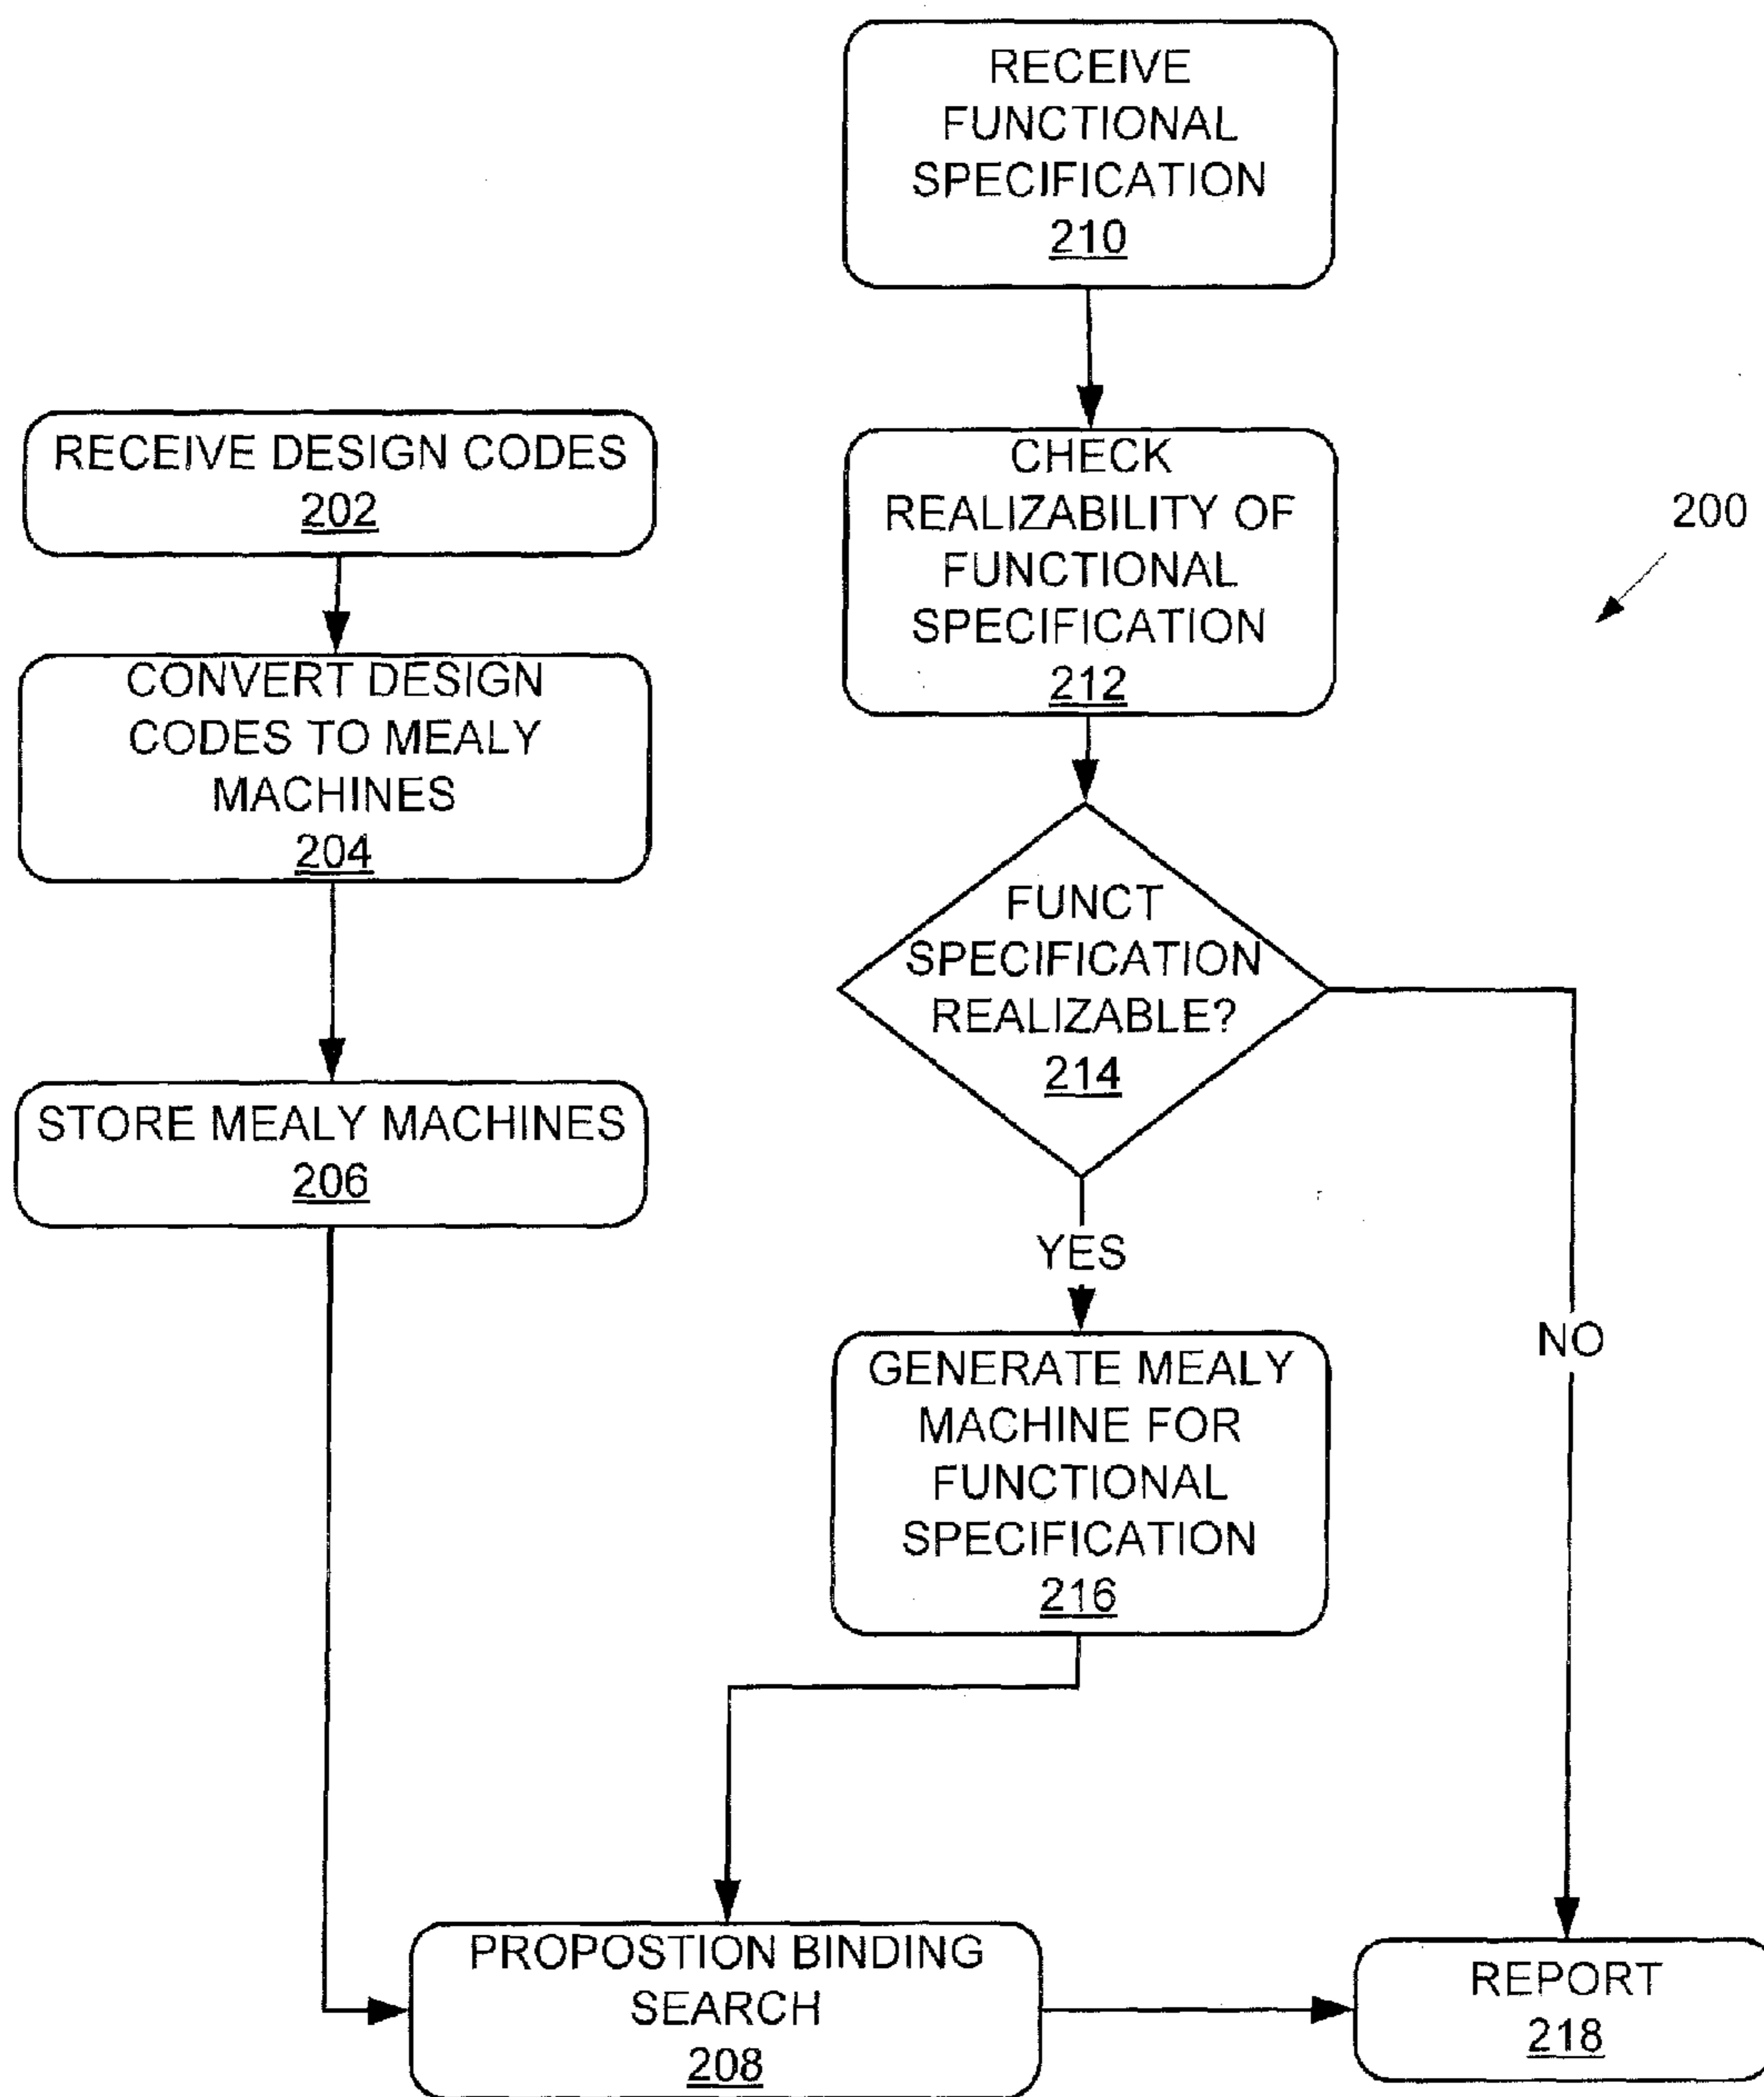 RECEIVE
FUNCTIONAL
SPECIFICATION
210
RECEIVE DESIGN CODES
202
CHECK
REALIZABILITY OF
FUNCTIONAL
SPECIFICATION
212
200
CONVERT DESIGN
CODES TO MEALY
MACHINES
204
FUNCT
SPECIFICATION
REALIZABLE?
214
STORE MEALY MACHINES
206
YES
NO
GENERATE MEALY
MACHINE FOR
FUNCTIONAL
SPECIFICATION
216
PROPOSTION BINDING
SEARCH
208
REPORT
218